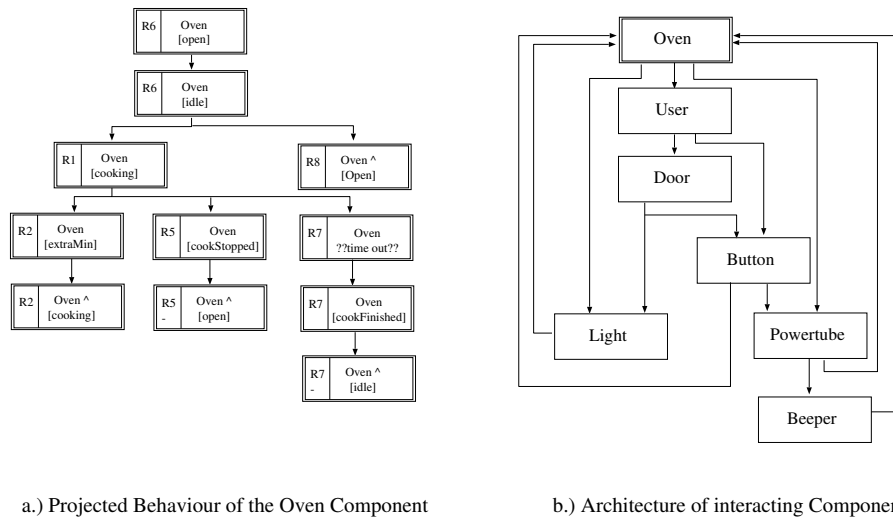 R6 Oven
[open]
R6 Oven
[idle]
R1 Oven
[cooking]
R8 Oven ^
[Open]
R2 Oven
[extraMin]
R5 Oven
[cookStopped]
R7 Oven
??time out??
R2 Oven ^
[cooking]
R5 Oven ^
- [open]
R7 Oven
[cookFinished]
R7 Oven ^
- [idle]
a.) Projected Behaviour of the Oven Component
Oven
User
Door
Button
Light
Powertube
Beeper
b.) Architecture of interacting Componen